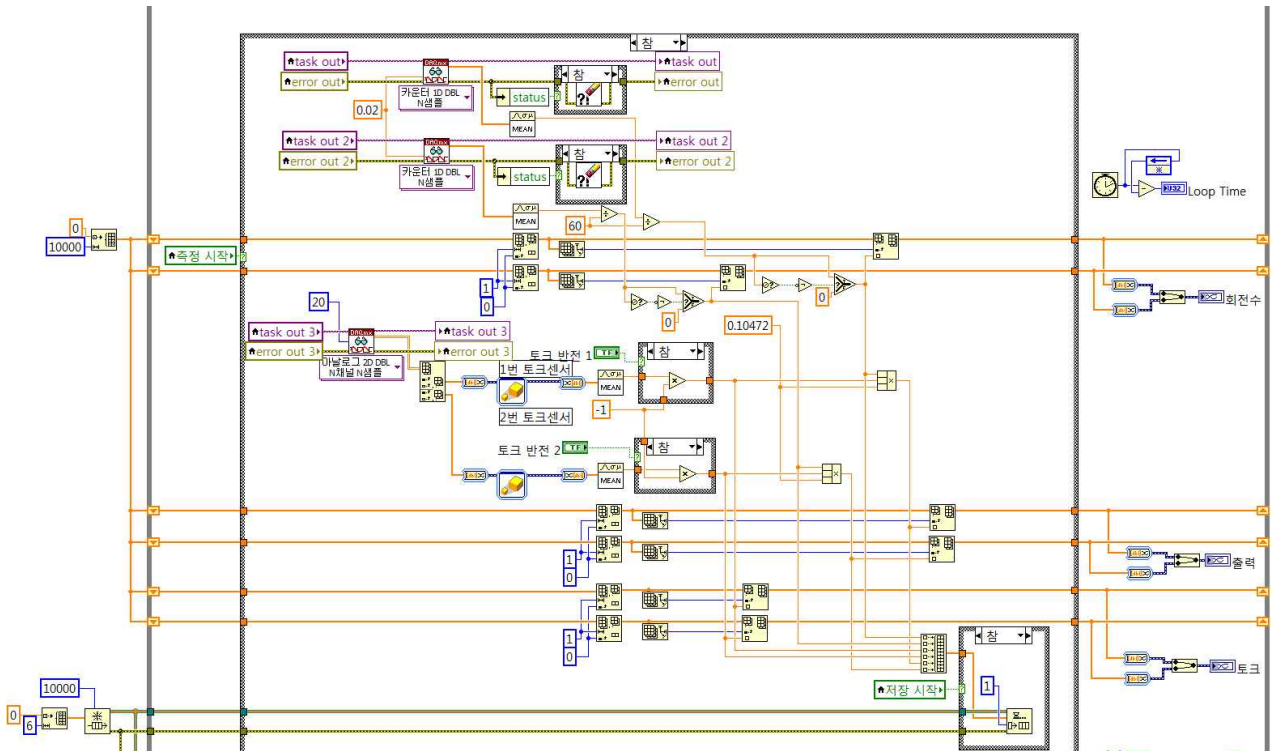 참
task out
task out
DAQmx
참
error out
error out
카운터 1D DBL
N샘플
status
0.02
MEAN
task out 2
DAQmx
task out 2
참
error out 2
error out 2
카운터 1D DBL
N샘플
status
U32
Loop Time
MEAN
60
0
10000
측정 시작
1
0
20
0
0
회전수
task out 3
DAQmx
task out 3
0.10472
error out 3
error out 3
토크 반전 1
TF
참
아날로그 2D DBL
N채널 N샘플
1번 토크센서
MEAN
-1
2번 토크센서
토크 반전 2
TF
참
MEAN
1
0
출력
1
0
참
토크
10000
저장 시작
1
0
6